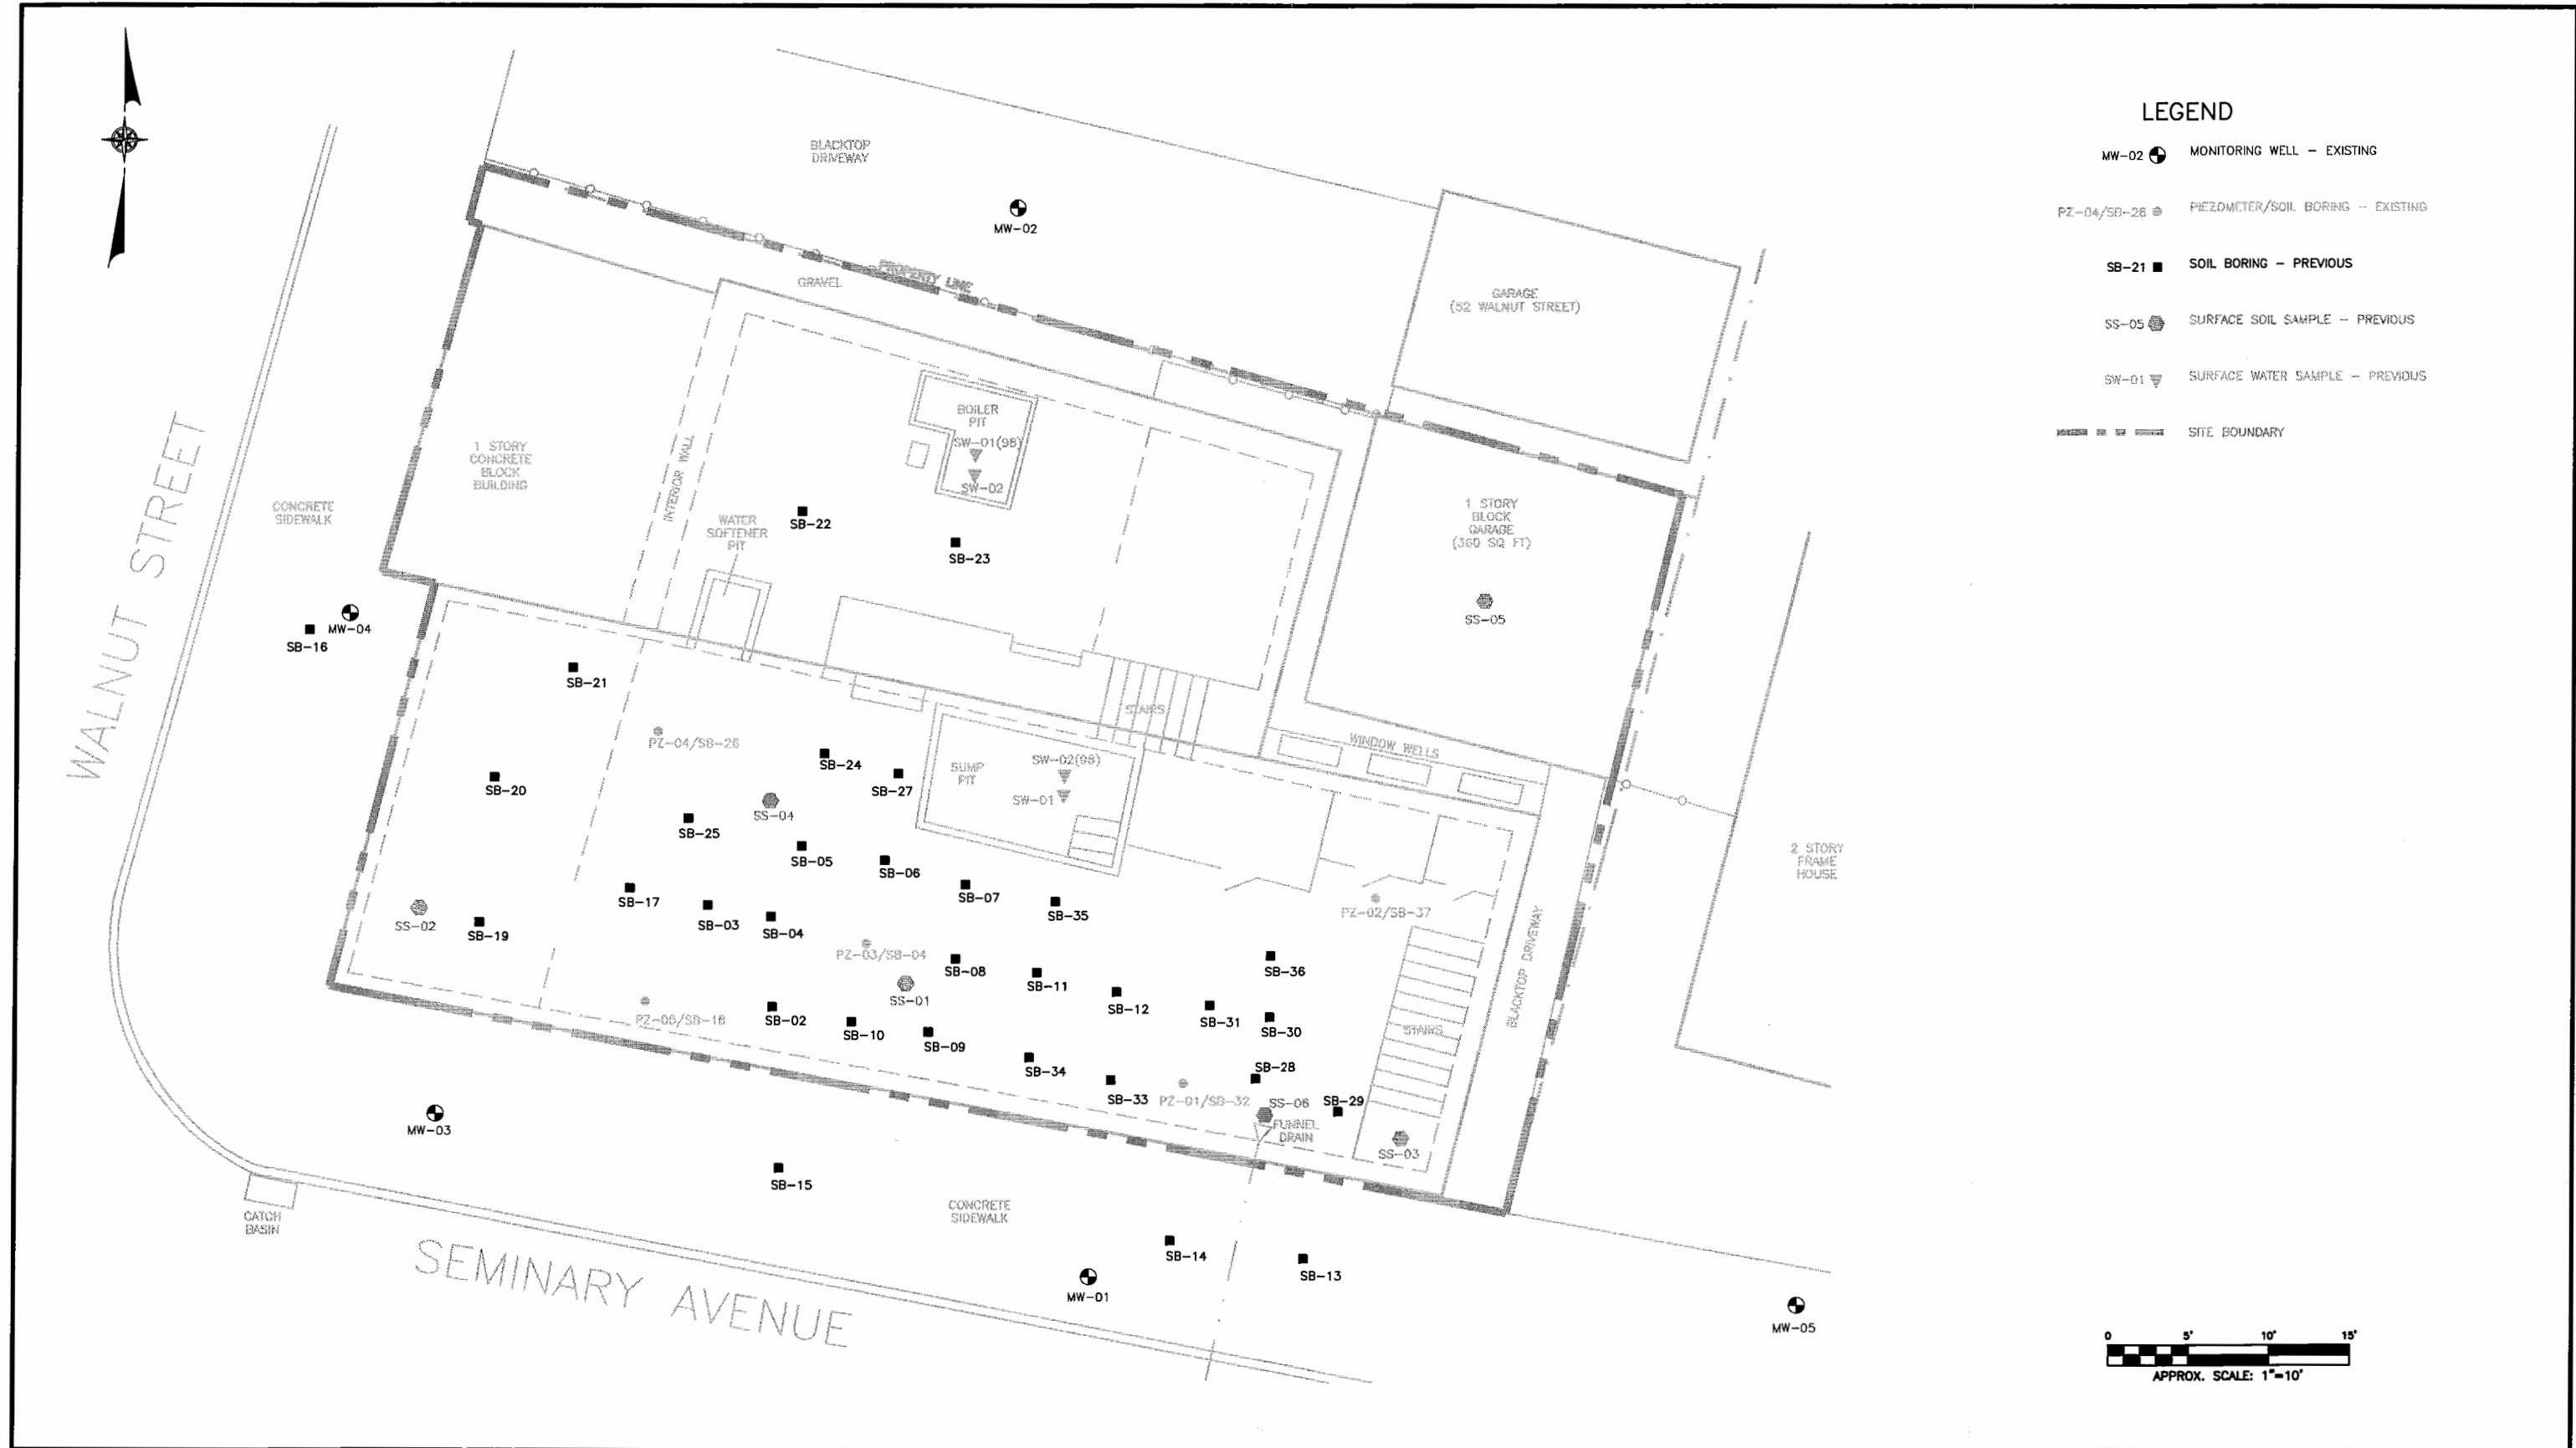 LEGEND
MW-02 MONITORING WELL - EXISTING
PZ-04/SB-26 PIEZOMETER/SOIL BORING - EXISTING
SB-21 SOIL BORING - PREVIOUS
SS-05 SURFACE SOIL SAMPLE - PREVIOUS
SW-01 SURFACE WATER SAMPLE - PREVIOUS
SITE BOUNDARY
BLACKTOP
DRIVEWAY
MW-02
PROPERTY LINE
GRAVEL
GARAGE
(52 WALNUT STREET)
BOILER
PIT
SW-01(98)
SW-02
1 STORY
CONCRETE
BLOCK
BUILDING
INTERIOR WALL
CONCRETE
SIDEWALK
WATER
SOFTENER
PIT
SB-22
SB-23
1 STORY
BLOCK
GARAGE
(360 SQ FT)
SS-05
WALNUT STREET
MW-04
SB-16
SB-21
STAIRS
PZ-04/SB-26
WINDOW WELLS
SB-24
SUMP
PIT
SW-02(98)
SW-01
SB-20
SB-27
SS-04
SB-25
SB-05
SB-06
2 STORY
FRAME
HOUSE
SB-17
SB-07
SB-35
SB-03
SB-04
PZ-02/SB-37
SS-02
SB-19
PZ-03/SB-04
SB-08
SB-36
SB-11
BLACKTOP DRIVEWAY
SS-01
SB-12
PZ-05/SB-18
SB-02
SB-10
SB-31
SB-30
STAIRS
SB-09
SB-34
SB-28
SB-33
PZ-01/SB-32
SS-06
SB-29
FUNNEL
DRAIN
MW-03
SS-03
SB-15
CONCRETE
SIDEWALK
CATCH
BASIN
SEMINARY AVENUE
SB-14
SB-13
MW-01
MW-05
0 5' 10' 15'
APPROX. SCALE: 1"=10'